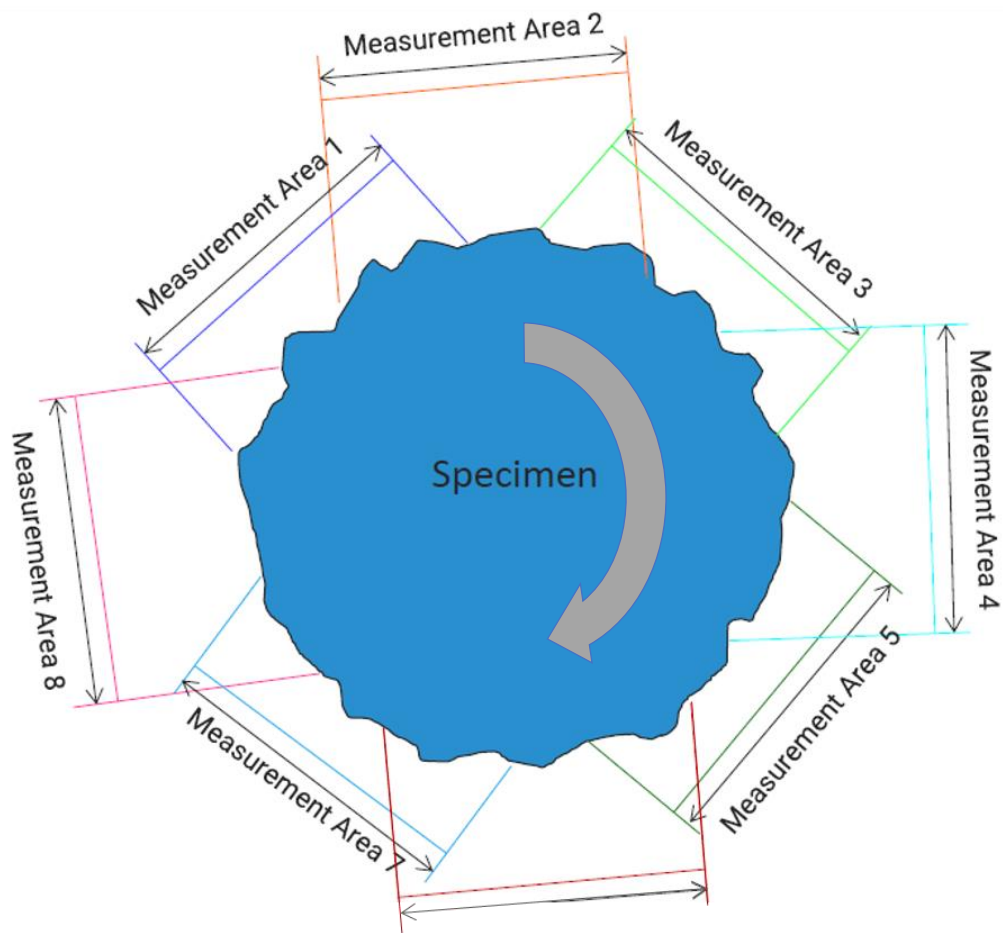 Measurement Area 2
Measurement Area 1
Measurement Area 3
Specimen
Measurement Area 4
Measurement Area 8
Measurement Area 5
Measurement Area 7